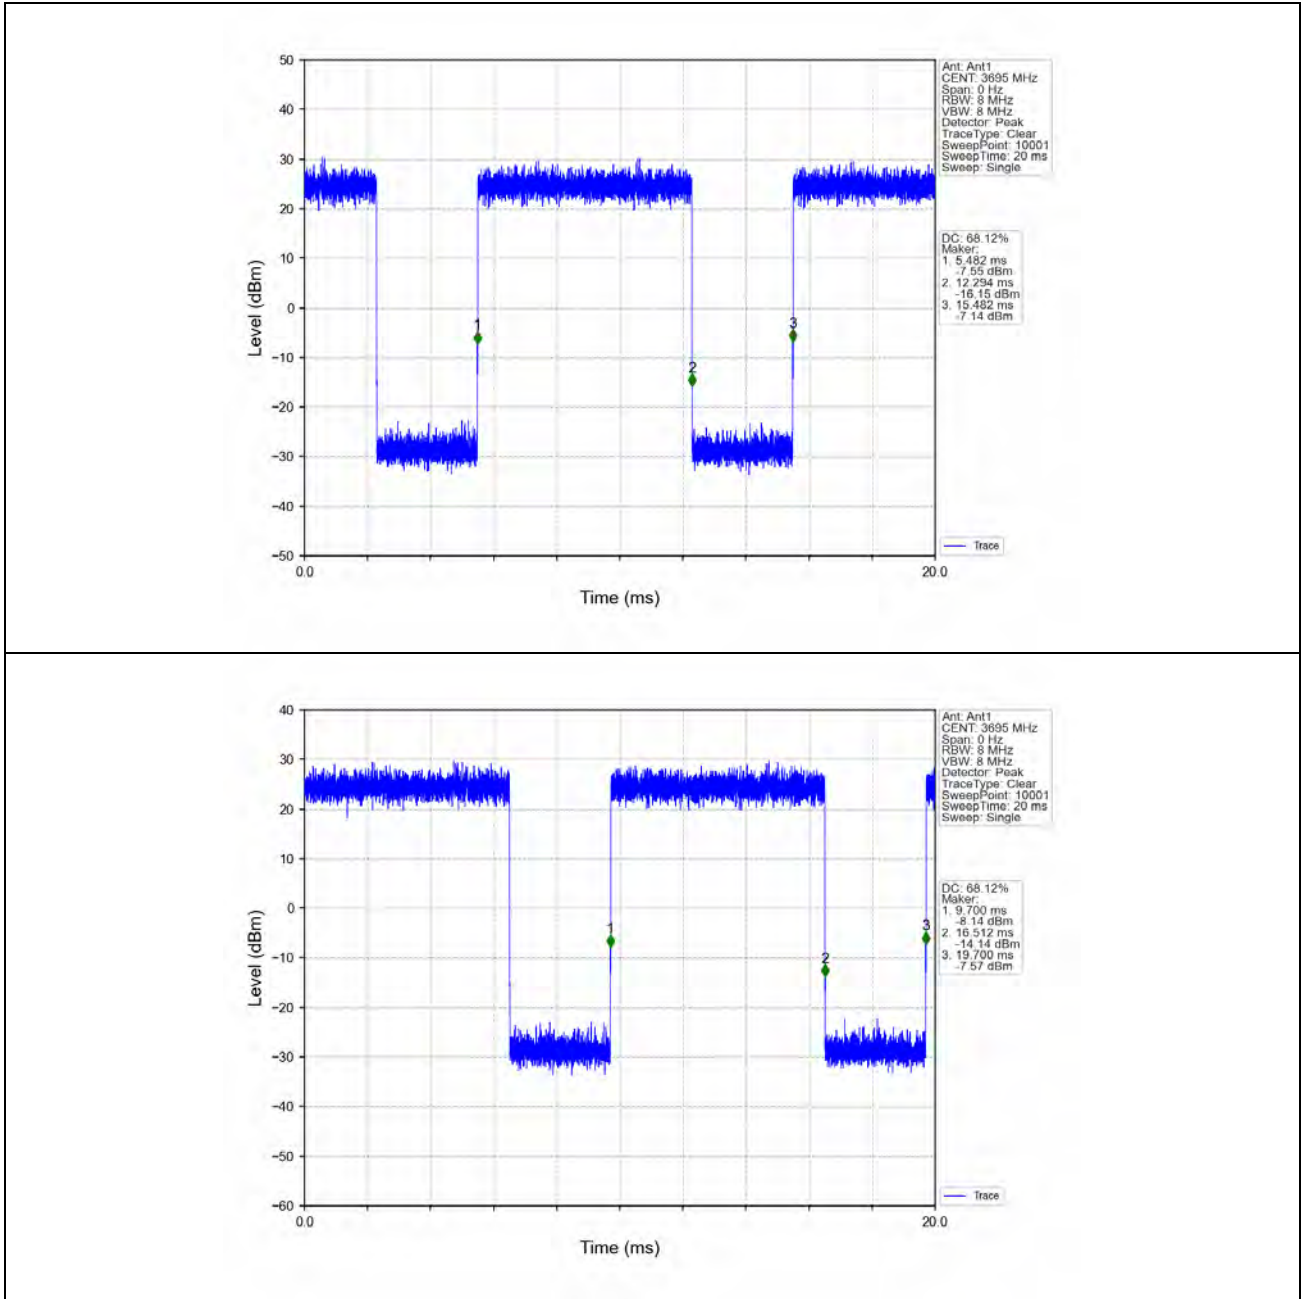 50
40
30
20
10
0
−10
−20
−30
−40
−50
Level (dBm)
0.0
20.0
Time (ms)
1
2
3
Ant: Ant1
CENT: 3695 MHz
Span: 0 Hz
RBW: 8 MHz
VBW: 8 MHz
Detector: Peak
TraceType: Clear
SweepPoint: 10001
SweepTime: 20 ms
Sweep: Single
DC: 68.12%
Maker:
1. 5.482 ms
-7.55 dBm
2. 12.294 ms
-16.15 dBm
3. 15.482 ms
-7.14 dBm
Trace
40
30
20
10
0
−10
−20
−30
−40
−50
−60
Level (dBm)
0.0
20.0
Time (ms)
1
2
3
Ant: Ant1
CENT: 3695 MHz
Span: 0 Hz
RBW: 8 MHz
VBW: 8 MHz
Detector: Peak
TraceType: Clear
SweepPoint: 10001
SweepTime: 20 ms
Sweep: Single
DC: 68.12%
Maker:
1. 9.700 ms
-8.14 dBm
2. 16.512 ms
-14.14 dBm
3. 19.700 ms
-7.57 dBm
Trace